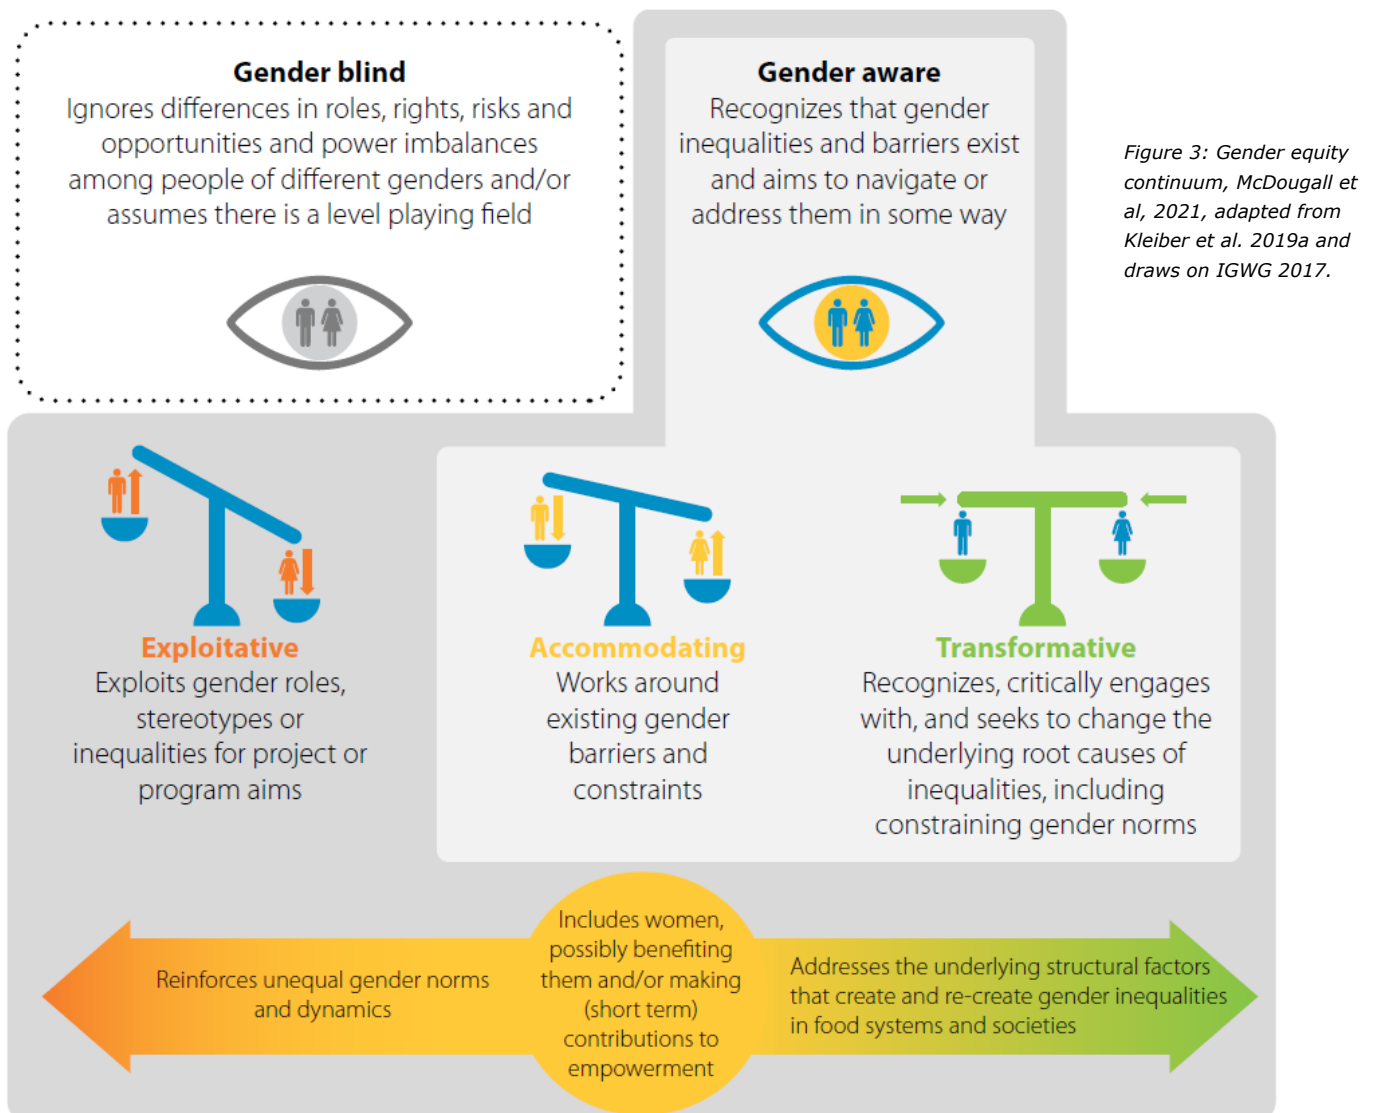 Gender blind
Ignores differences in roles, rights, risks and
opportunities and power imbalances
among people of different genders and/or
assumes there is a level playing field
Gender aware
Recognizes that gender
inequalities and barriers exist
and aims to navigate or
address them in some way
Figure 3: Gender equity
continuum, McDougall et
al, 2021, adapted from
Kleiber et al. 2019a and
draws on IGWG 2017.
Exploitative
Exploits gender roles,
stereotypes or
inequalities for project or
program aims
Accommodating
Works around
existing gender
barriers and
constraints
Transformative
Recognizes, critically engages
with, and seeks to change the
underlying root causes of
inequalities, including
constraining gender norms
Reinforces unequal gender norms
and dynamics
Includes women,
possibly benefiting
them and/or making
(short term)
contributions to
empowerment
Addresses the underlying structural factors
that create and re-create gender inequalities
in food systems and societies